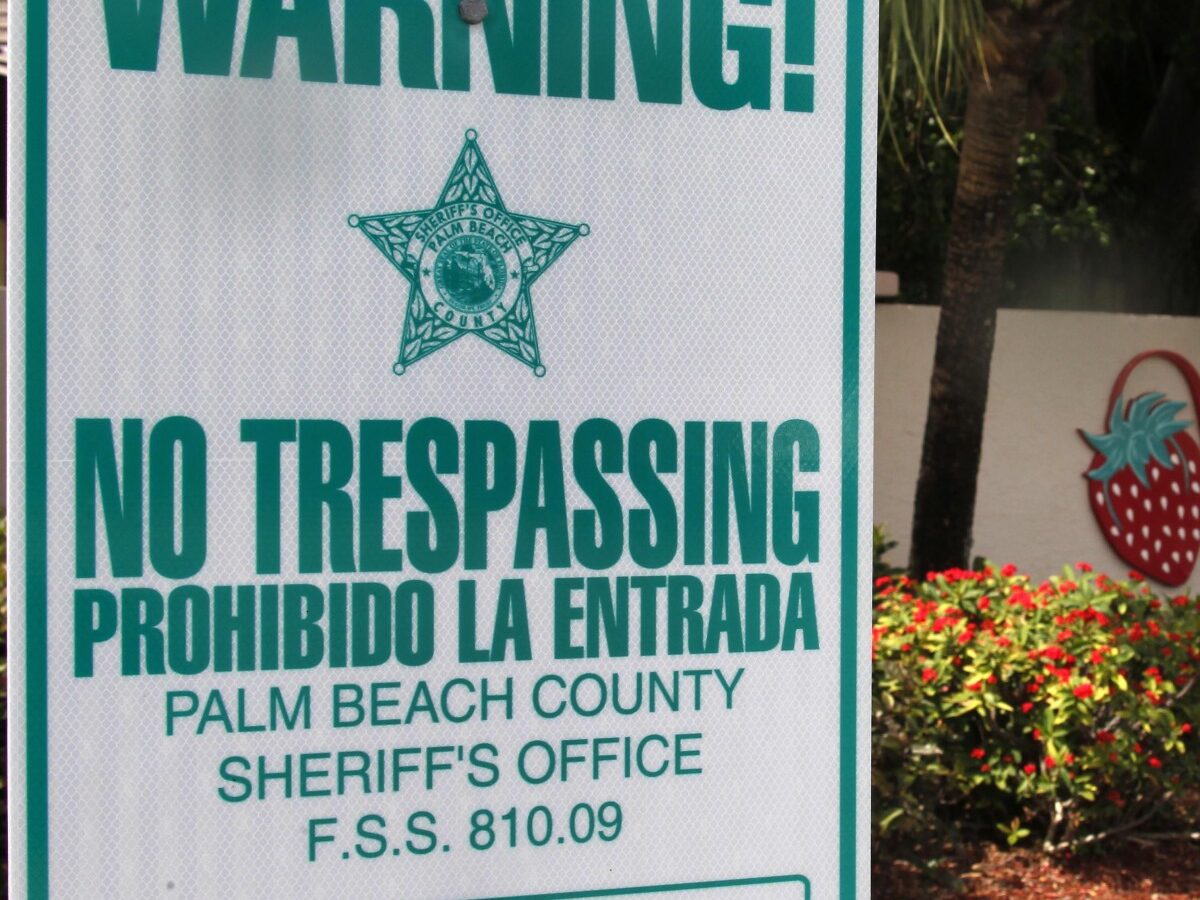 WARNING!
SHERIFF'S OFFICE
PALM BEACH
COUNTY
NO TRESPASSING
PROHIBIDO LA ENTRADA
PALM BEACH COUNTY
SHERIFF'S OFFICE
F.S.S. 810.09